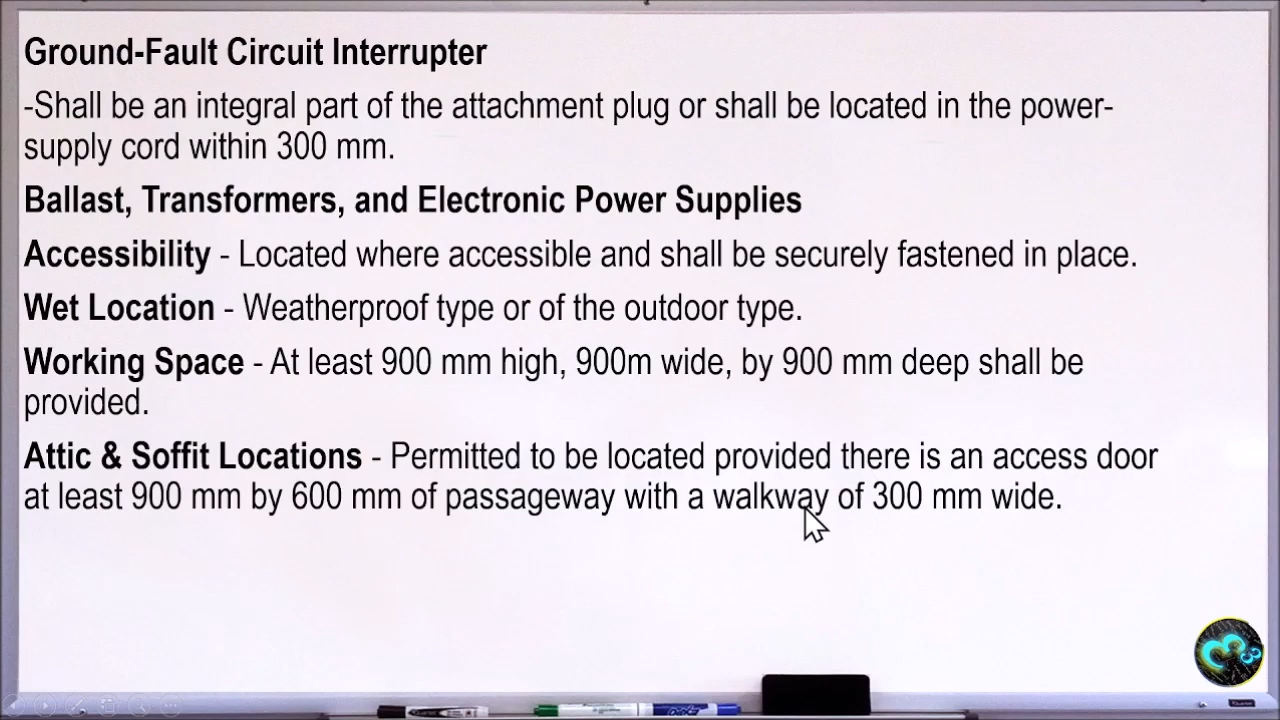 Ground-Fault Circuit Interrupter
-Shall be an integral part of the attachment plug or shall be located in the power-
supply cord within 300 mm.
Ballast, Transformers, and Electronic Power Supplies
Accessibility - Located where accessible and shall be securely fastened in place.
Wet Location - Weatherproof type or of the outdoor type.
Working Space - At least 900 mm high, 900m wide, by 900 mm deep shall be
provided.
Attic & Soffit Locations - Permitted to be located provided there is an access door
at least 900 mm by 600 mm of passageway with a walkway of 300 mm wide.